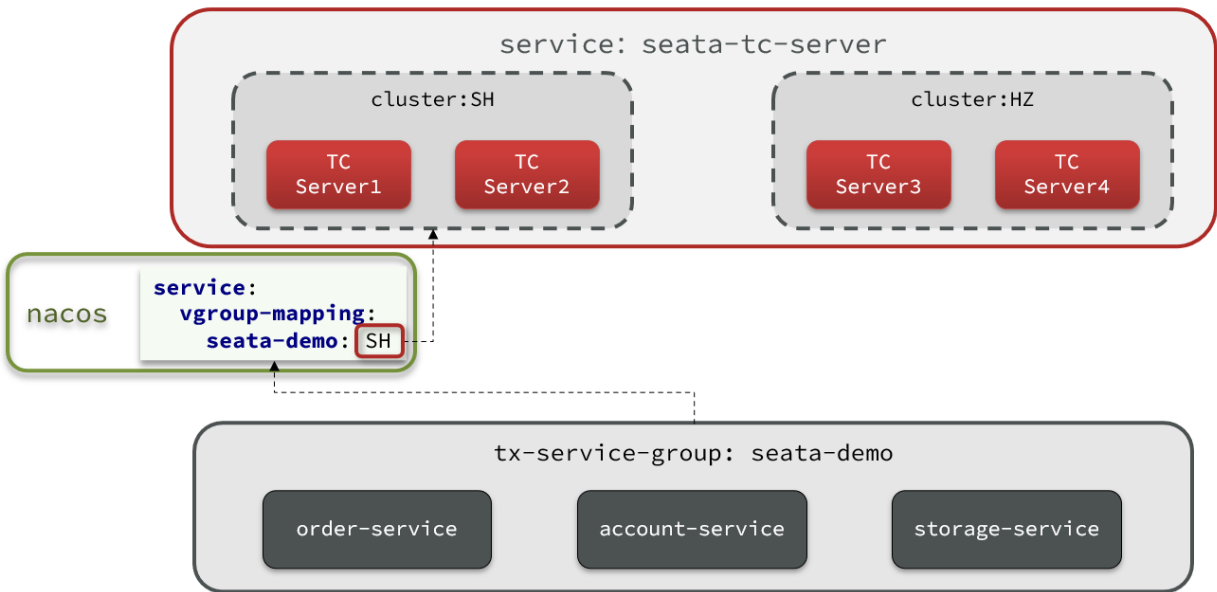 service: seata-tc-server
cluster:SH
TC
Server1
TC
Server2
cluster:HZ
TC
Server3
TC
Server4
nacos
service:
vgroup-mapping:
seata-demo: SH
tx-service-group: seata-demo
order-service
account-service
storage-service